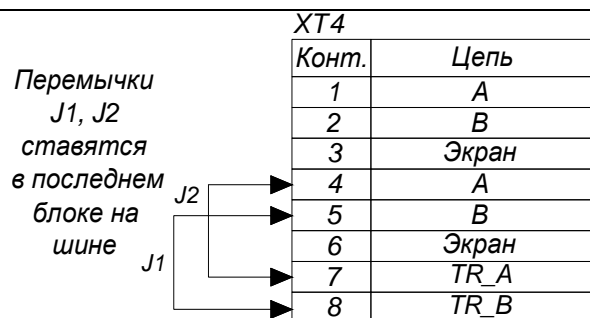 XT4
Конт. Цепь
1 A
2 B
3 Экран
4 A
5 B
6 Экран
7 TR_A
8 TR_B
Перемычки
J1, J2
ставятся
в последнем
блоке на
шине
J2
J1